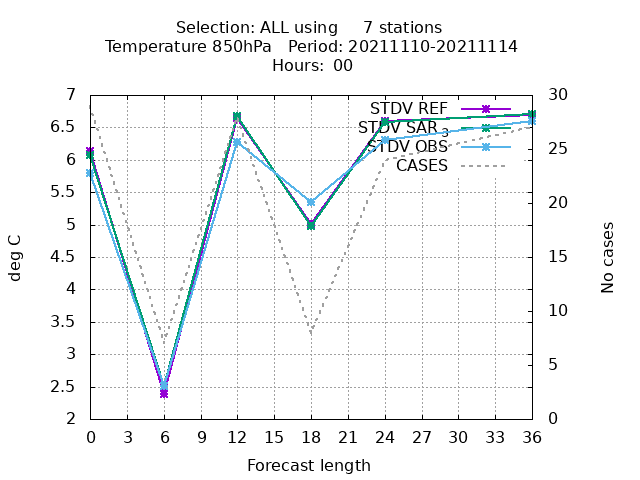 Selection: ALL using     7 stations
Temperature 850hPa   Period: 20211110-20211114
Hours:  00
7
6.5
6
5.5
5
4.5
4
3.5
3
2.5
2
30
25
20
15
10
5
0
deg C
No cases
STDV REF
STDV SAR_3
STDV OBS
CASES
0 3 6 9 12 15 18 21 24 27 30 33 36
Forecast length